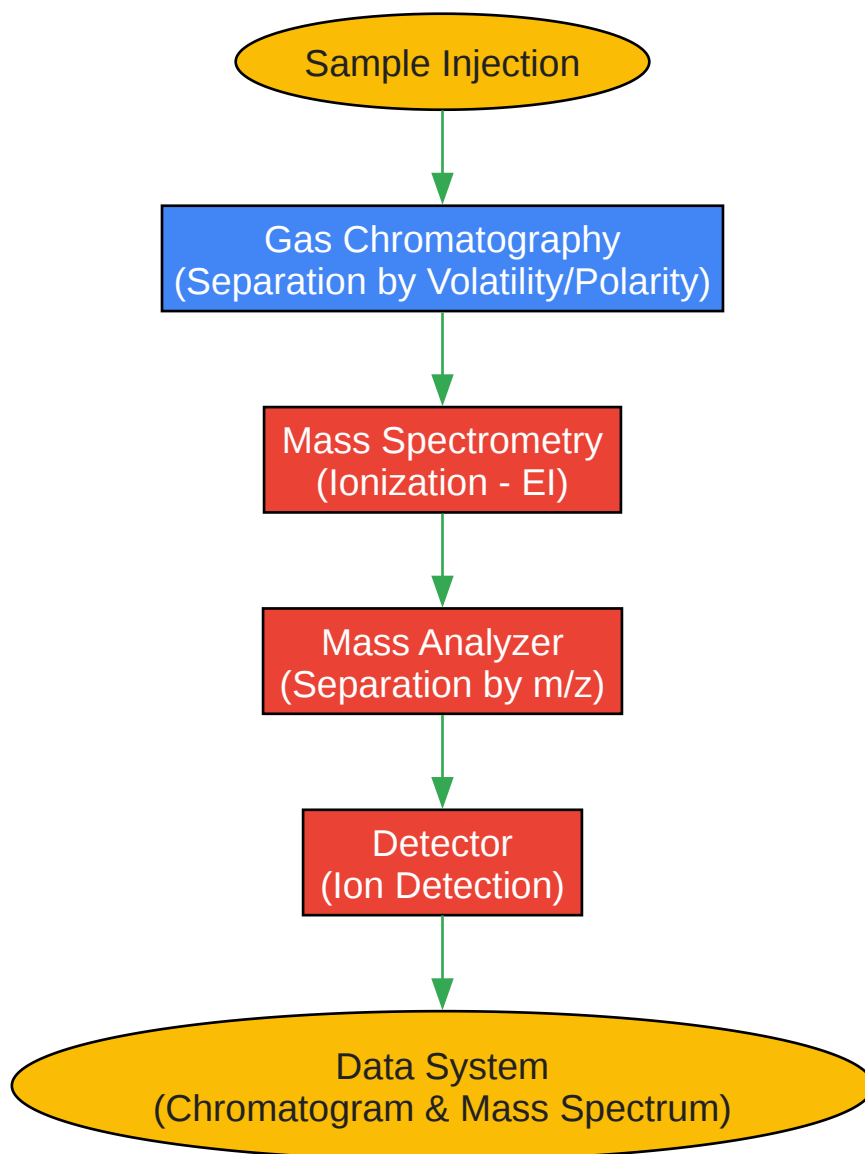 Sample Injection
Gas Chromatography
(Separation by Volatility/Polarity)
Mass Spectrometry
(Ionization - EI)
Mass Analyzer
(Separation by m/z)
Detector
(Ion Detection)
Data System
(Chromatogram & Mass Spectrum)